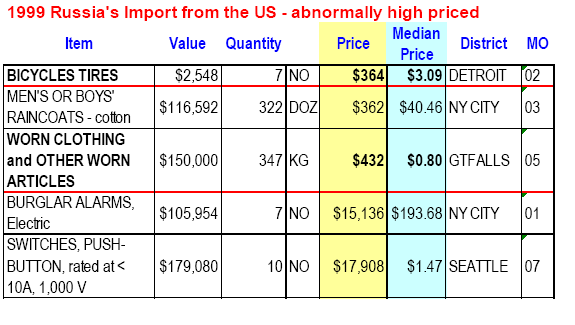 1999 Russia's Import from the US - abnormally high priced
Item Value Quantity Price Median Price District MO
BICYCLES TIRES $2,548 7 NO $364 $3.09 DETROIT 02
MEN'S OR BOYS'
RAINCOATS - cotton $116,592 322 DOZ $362 $40.46 NY CITY 03
WORN CLOTHING
and OTHER WORN $150,000 347 KG $432 $0.80 GTFALLS 05
ARTICLES
BURGLAR ALARMS,
Electric $105,954 7 NO $15,136 $193.68 NY CITY 01
SWITCHES, PUSH-
BUTTON, rated at < $179,080 10 NO $17,908 $1.47 SEATTLE 07
10A, 1,000 V